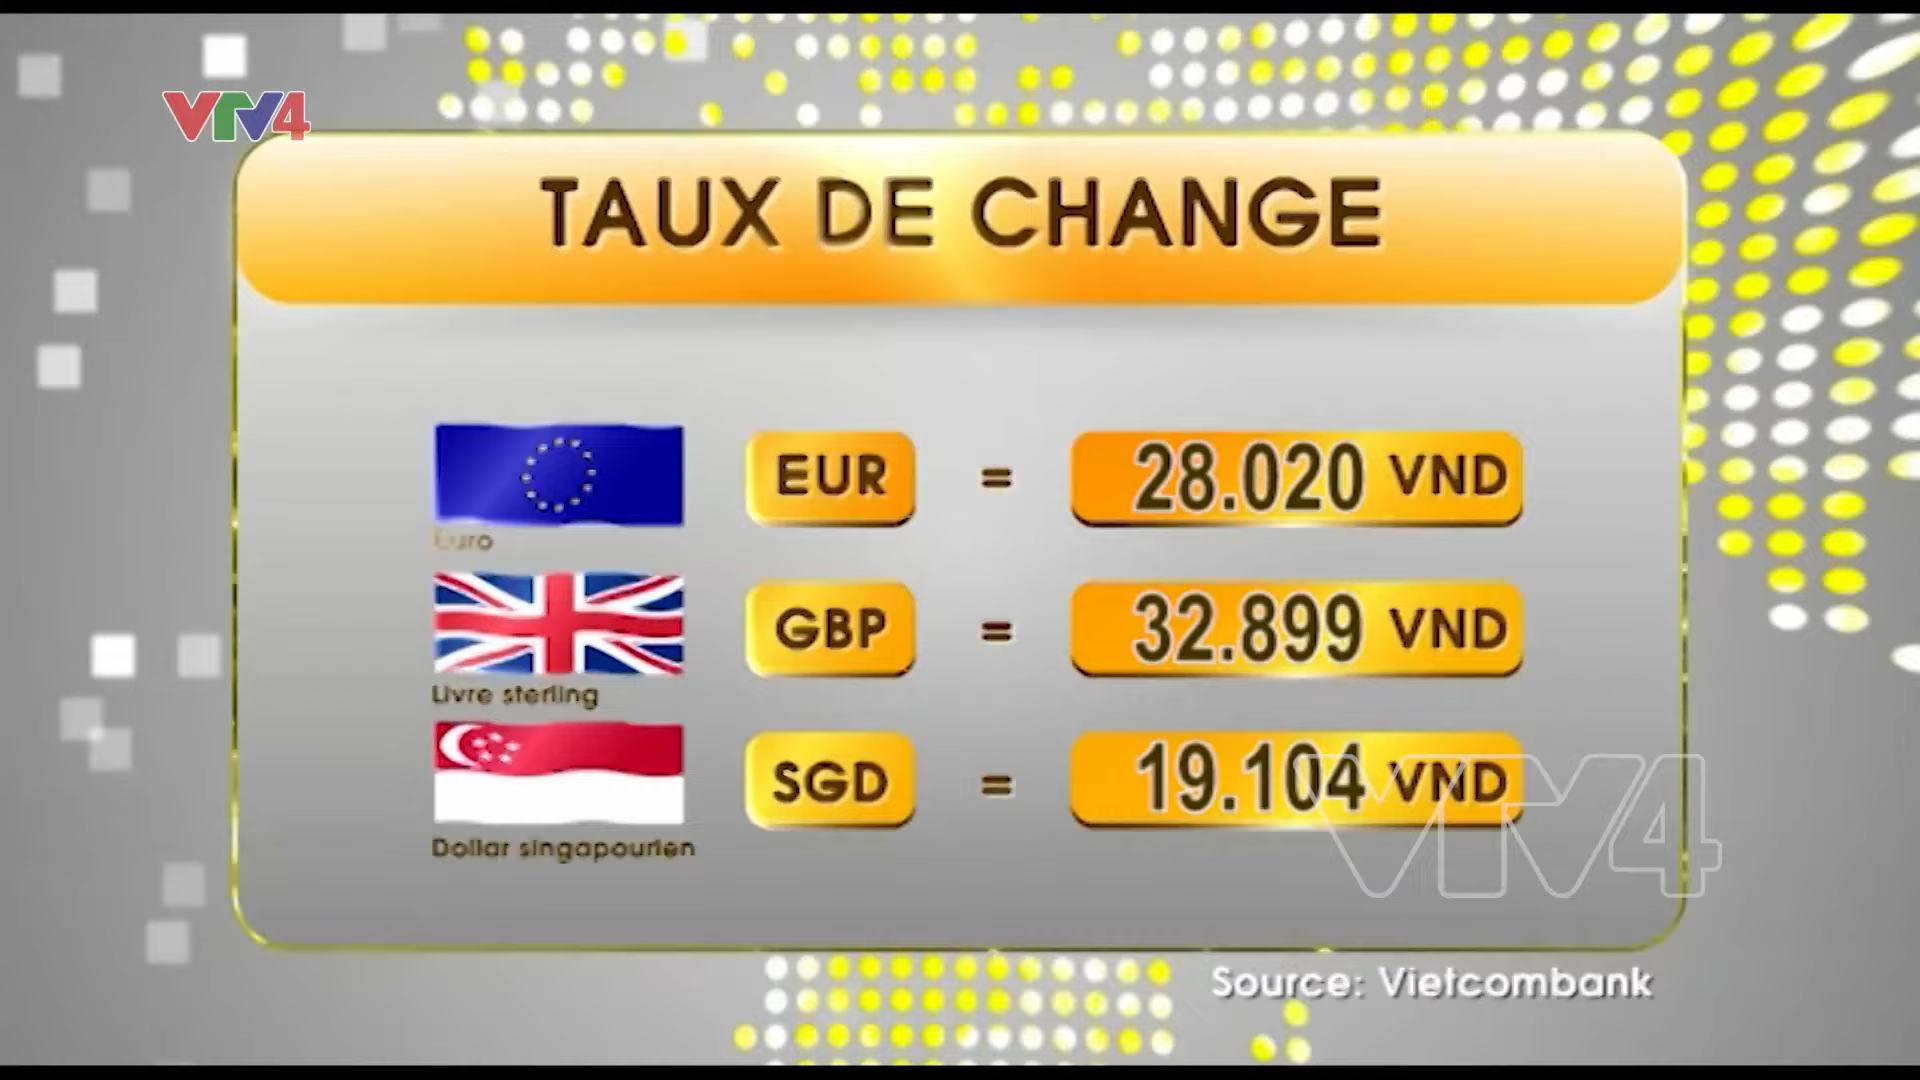 VTV4
TAUX DE CHANGE
EUR = 28.020 VND
Euro
GBP = 32.899 VND
Livre sterling
SGD = 19.104 VND
Dollar singapourien
VTV4
Source: Vietcombank